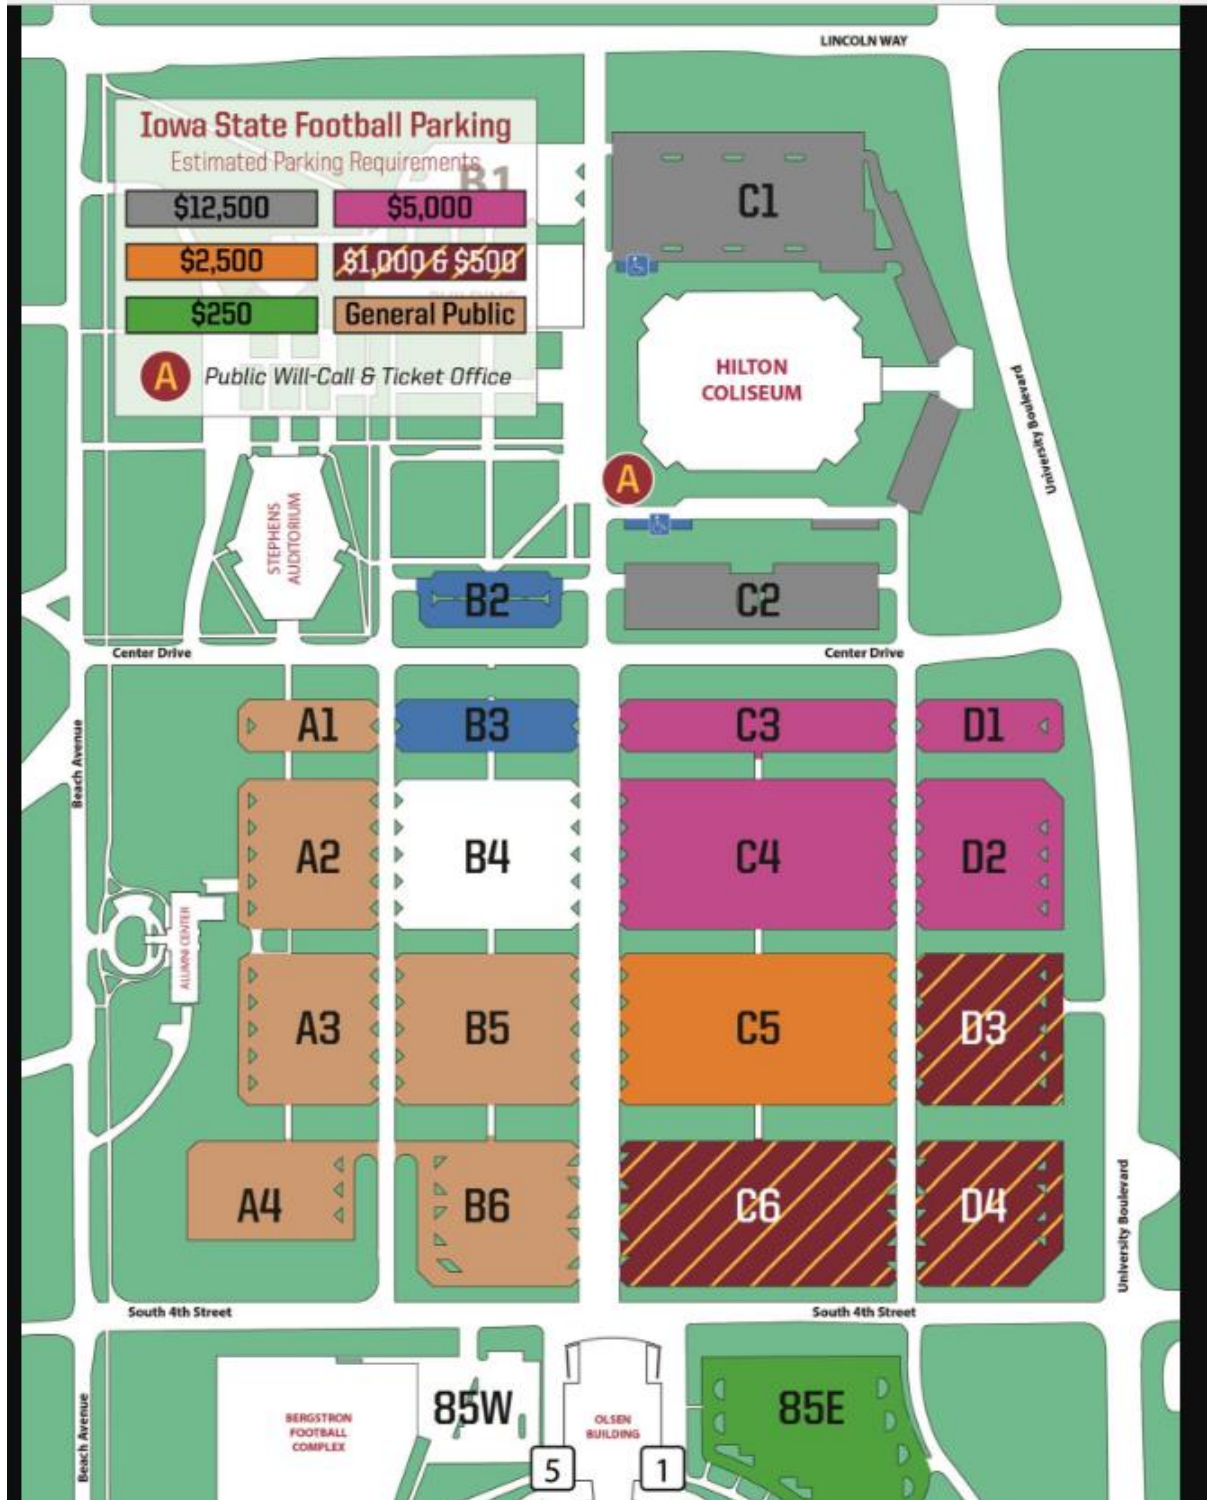 LINCOLN WAY
Iowa State Football Parking
Estimated Parking Requirements
B1
$12,500
$5,000
$2,500
$1,000 & $500
$250
General Public
A
Public Will-Call & Ticket Office
C1
HILTON
COLISEUM
University Boulevard
A
STEPHENS
AUDITORIUM
B2
C2
Center Drive
Center Drive
A1
B3
C3
D1
Beach Avenue
A2
B4
C4
D2
ALUMNI CENTER
A3
B5
C5
D3
A4
B6
C6
D4
University Boulevard
South 4th Street
South 4th Street
Beach Avenue
BERGSTRON
FOOTBALL
COMPLEX
85W
OLSEN
BUILDING
85E
5
1